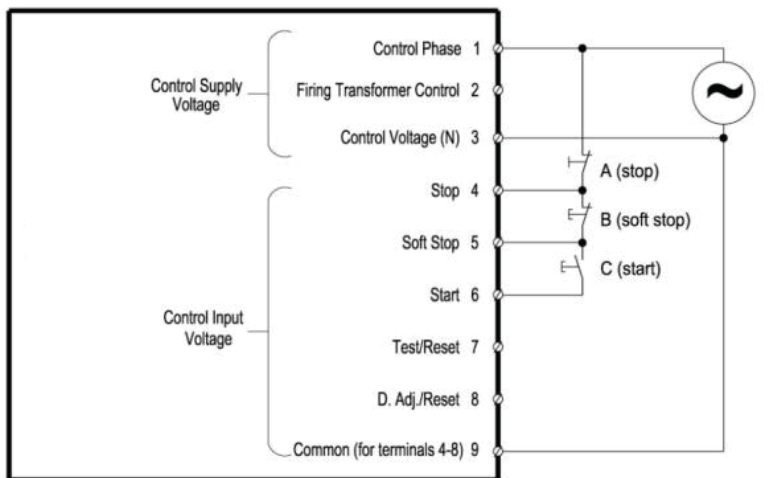 Control Phase 1
Control Supply
Voltage
Firing Transformer Control 2
Control Voltage (N) 3
A (stop)
Stop 4
B (soft stop)
Soft Stop 5
C (start)
Start 6
Control Input
Voltage
Test/Reset 7
D. Adj./Reset 8
Common (for terminals 4-8) 9